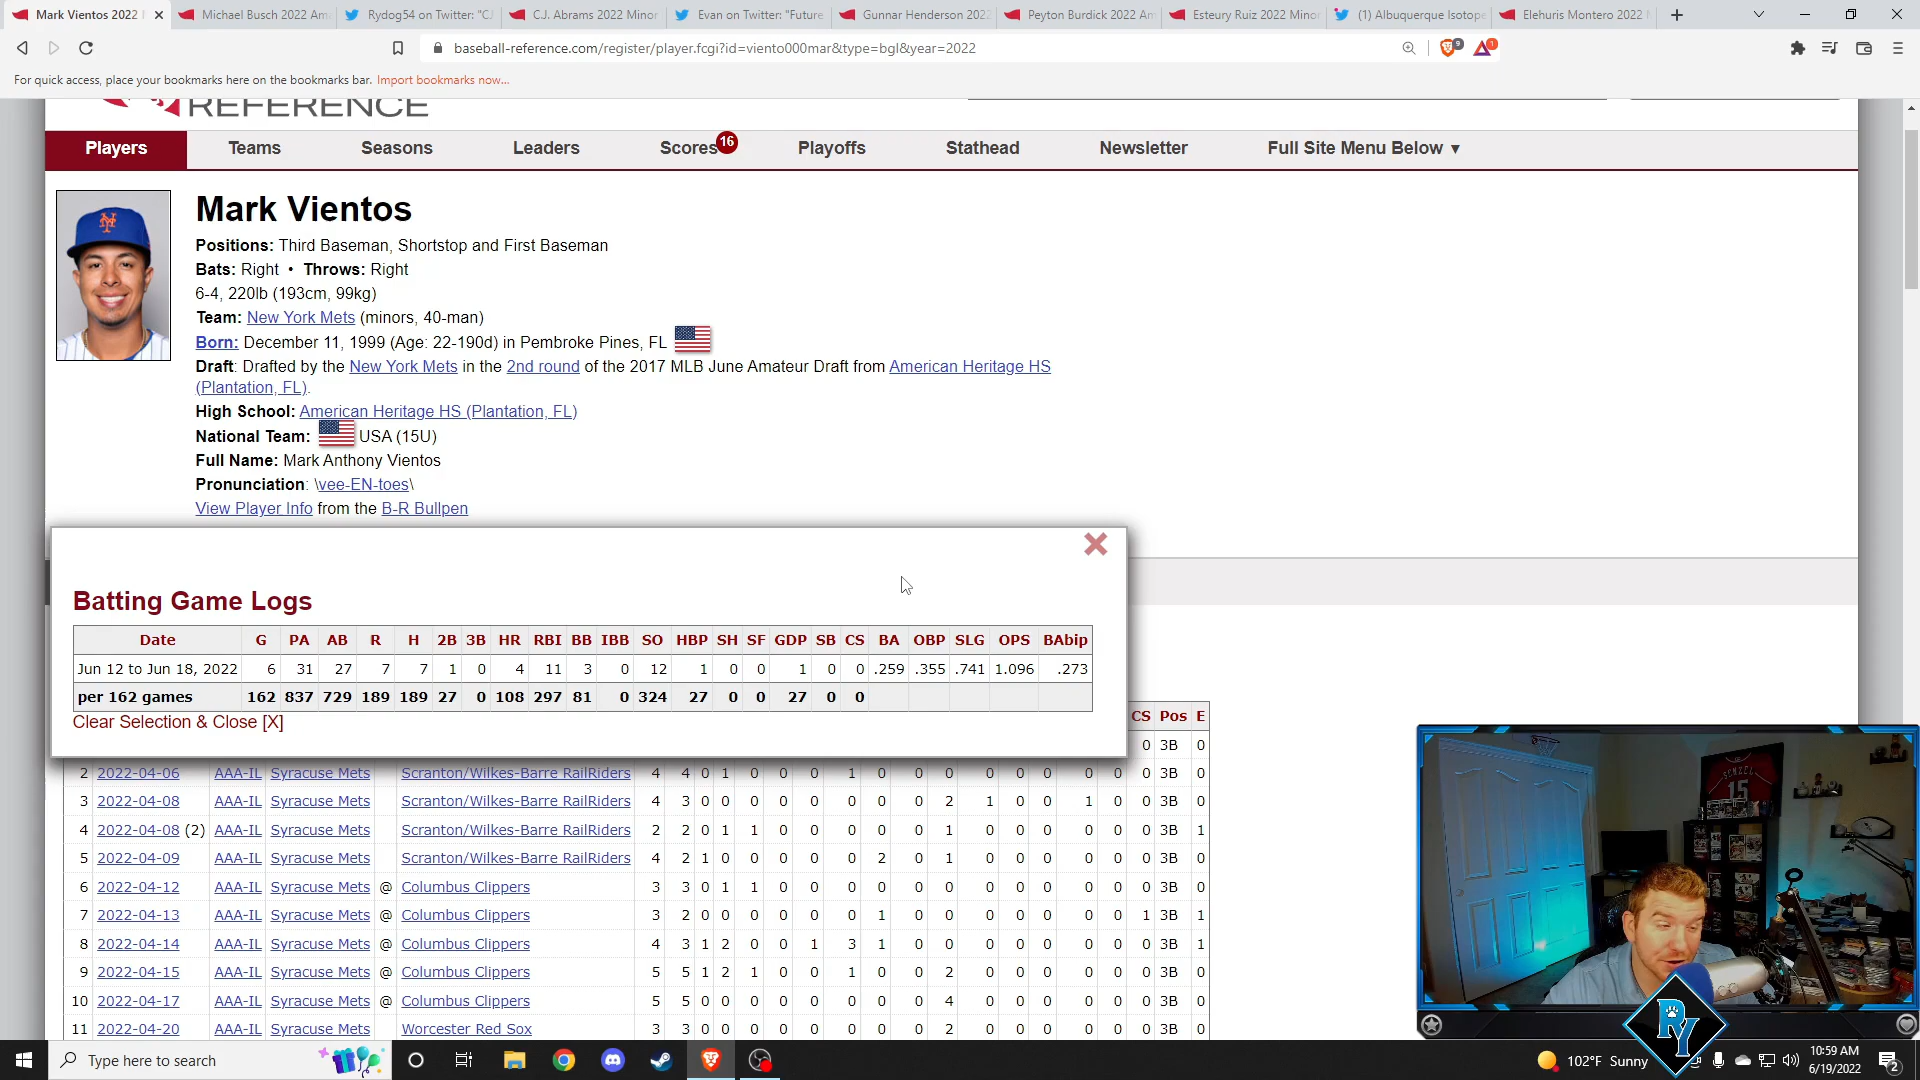 Mark Vientos 2022
Michael Busch 2022 Am
Rydog54 on Twitter: "CJ
C.J. Abrams 2022 Minor
Evan on Twitter: "Future
Gunnar Henderson 2022
Peyton Burdick 2022 Am
Esteury Ruiz 2022 Minor
(1) Albuquerque Isotope
Elehuris Montero 2022
baseball-reference.com/register/player.fcgi?id=viento000mar&type=bgl&year=2022
9
1
For quick access, place your bookmarks here on the bookmarks bar. Import bookmarks now...
REFERENCE
Players Teams Seasons Leaders Scores 16 Playoffs Stathead Newsletter Full Site Menu Below ▼
Mark Vientos
Positions: Third Baseman, Shortstop and First Baseman
Bats: Right • Throws: Right
6-4, 220lb (193cm, 99kg)
Team: New York Mets (minors, 40-man)
Born: December 11, 1999 (Age: 22-190d) in Pembroke Pines, FL
Draft: Drafted by the New York Mets in the 2nd round of the 2017 MLB June Amateur Draft from American Heritage HS
(Plantation, FL).
High School: American Heritage HS (Plantation, FL)
National Team: USA (15U)
Full Name: Mark Anthony Vientos
Pronunciation: \vee-EN-toes\
View Player Info from the B-R Bullpen
Batting Game Logs
Date G PA AB R H 2B 3B HR RBI BB IBB SO HBP SH SF GDP SB CS BA OBP SLG OPS BAbip
Jun 12 to Jun 18, 2022 6 31 27 7 7 1 0 4 11 3 0 12 1 0 0 1 0 0 .259 .355 .741 1.096 .273
per 162 games 162 837 729 189 189 27 0 108 297 81 0 324 27 0 0 27 0 0
Clear Selection & Close [X]
CS Pos E
0 3B 0
2 2022-04-06 AAA-IL Syracuse Mets Scranton/Wilkes-Barre RailRiders 4 4 0 1 0 0 0 1 0 0 0 0 0 0 0 0 0 3B 0
3 2022-04-08 AAA-IL Syracuse Mets Scranton/Wilkes-Barre RailRiders 4 3 0 0 0 0 0 0 0 0 2 1 0 0 1 0 0 3B 0
4 2022-04-08 (2) AAA-IL Syracuse Mets Scranton/Wilkes-Barre RailRiders 2 2 0 1 1 0 0 0 0 0 1 0 0 0 0 0 0 3B 1
5 2022-04-09 AAA-IL Syracuse Mets Scranton/Wilkes-Barre RailRiders 4 2 1 0 0 0 0 0 2 0 1 0 0 0 0 0 0 3B 0
6 2022-04-12 AAA-IL Syracuse Mets @ Columbus Clippers 3 3 0 1 1 0 0 0 0 0 0 0 0 0 0 0 0 3B 0
7 2022-04-13 AAA-IL Syracuse Mets @ Columbus Clippers 3 2 0 0 0 0 0 0 1 0 0 0 0 0 0 0 1 3B 1
8 2022-04-14 AAA-IL Syracuse Mets @ Columbus Clippers 4 3 1 2 0 0 1 3 1 0 0 0 0 0 0 0 0 3B 1
9 2022-04-15 AAA-IL Syracuse Mets @ Columbus Clippers 5 5 1 2 1 0 0 1 0 0 2 0 0 0 0 0 0 3B 0
10 2022-04-17 AAA-IL Syracuse Mets @ Columbus Clippers 5 5 0 0 0 0 0 0 0 0 4 0 0 0 0 0 0 3B 0
11 2022-04-20 AAA-IL Syracuse Mets Worcester Red Sox 3 3 0 0 0 0 0 0 0 0 2 0 0 0 0 0 0 3B 0
SENZEL
15
RY
Type here to search
102°F Sunny
10:59 AM
6/19/2022
2